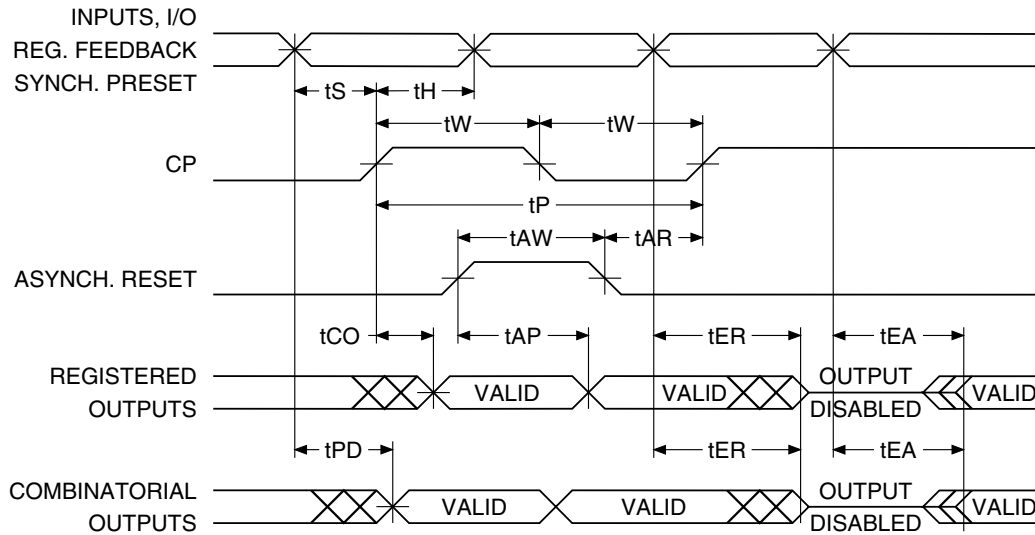 INPUTS, I/O
REG. FEEDBACK
SYNCH. PRESET
tS tH
tW tW
CP
tP
tAW tAR
ASYNCH. RESET
tCO tAP tER tEA
REGISTERED
OUTPUTS
VALID VALID OUTPUT
DISABLED VALID
tPD tER tEA
COMBINATORIAL
OUTPUTS
VALID VALID OUTPUT
DISABLED VALID